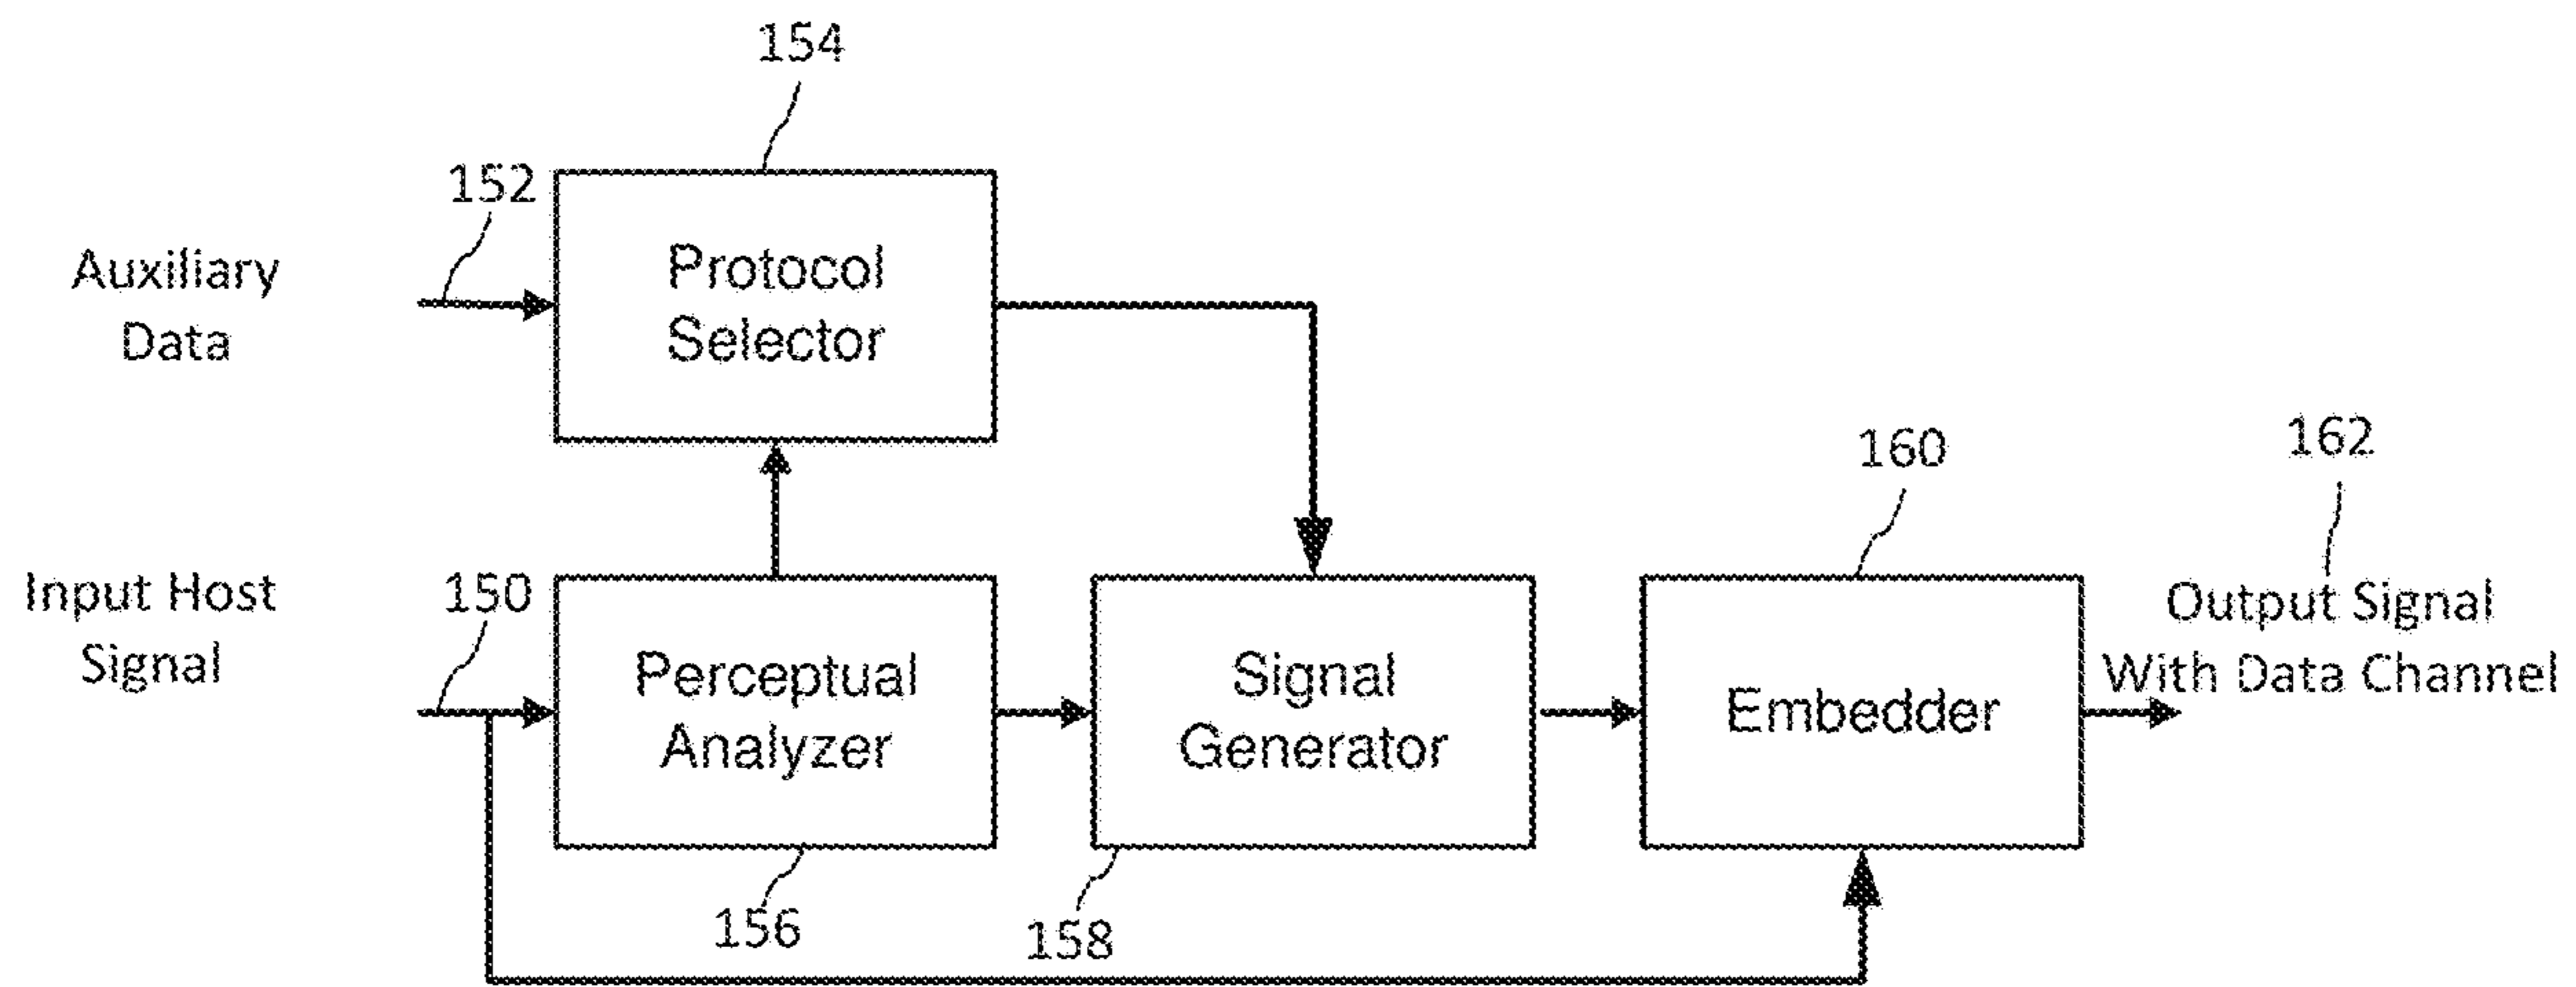 154
152
Auxiliary
Data
Protocol
Selector
160
162
Input Host
Signal
150
Perceptual
Analyzer
Signal
Generator
Embedder
Output Signal
With Data Channel
156
158